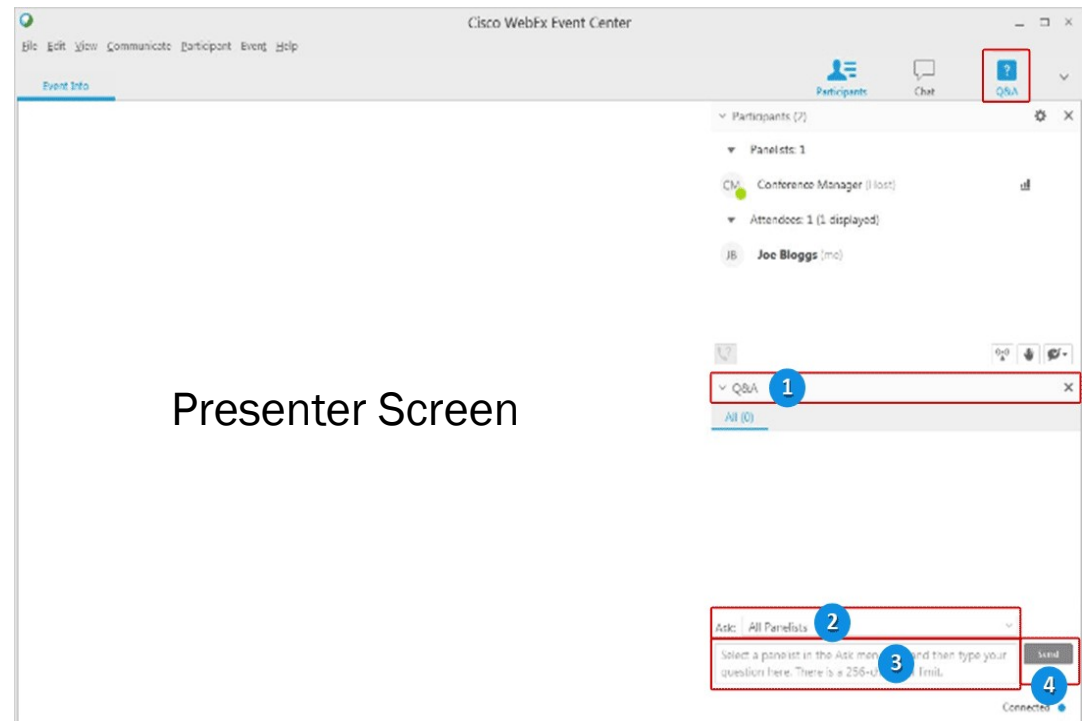 Cisco WebEx Event Center
File Edit View Communicate Participant Event Help
Event Info
Participants
Chat
?
Q&A
Participants (2)
Panelists: 1
CM Conference Manager (Host)
Attendees: 1 (1 displayed)
JB Joe Bloggs (me)
Presenter Screen
Q&A 1
All (0)
Ask: All Panelists 2
Select a panelist in the Ask menu and then type your
question here. There is a 256- limit.
3
Send
4
Connected